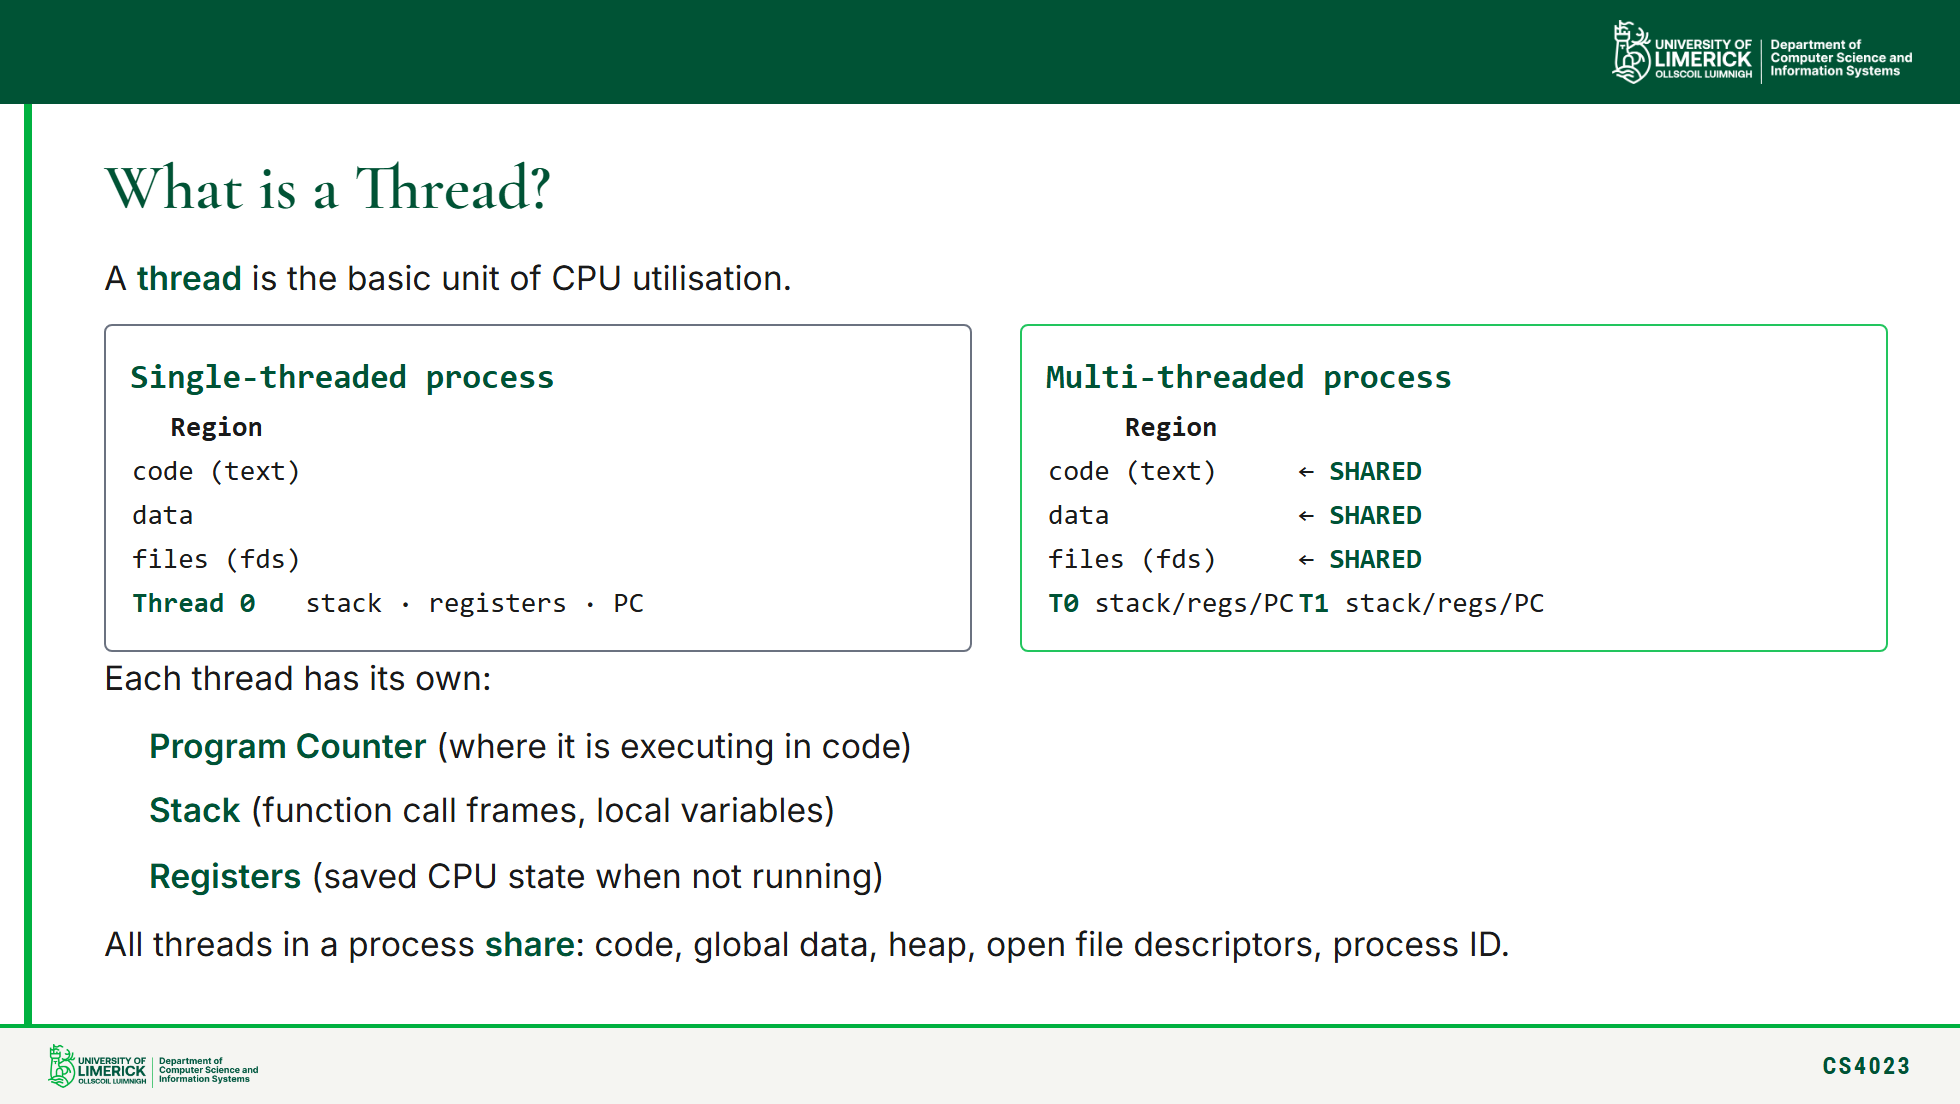 UNIVERSITY OF
LIMERICK
OLLSCOIL LUIMNIGH
Department of
Computer Science and
Information Systems
What is a Thread?
A thread is the basic unit of CPU utilisation.
Single-threaded process
Region
code (text)
data
files (fds)
Thread 0 stack · registers · PC
Multi-threaded process
Region
code (text) ← SHARED
data ← SHARED
files (fds) ← SHARED
T0 stack/regs/PC T1 stack/regs/PC
Each thread has its own:
Program Counter (where it is executing in code)
Stack (function call frames, local variables)
Registers (saved CPU state when not running)
All threads in a process share: code, global data, heap, open file descriptors, process ID.
UNIVERSITY OF
LIMERICK
OLLSCOIL LUIMNIGH
Department of
Computer Science and
Information Systems
CS4023